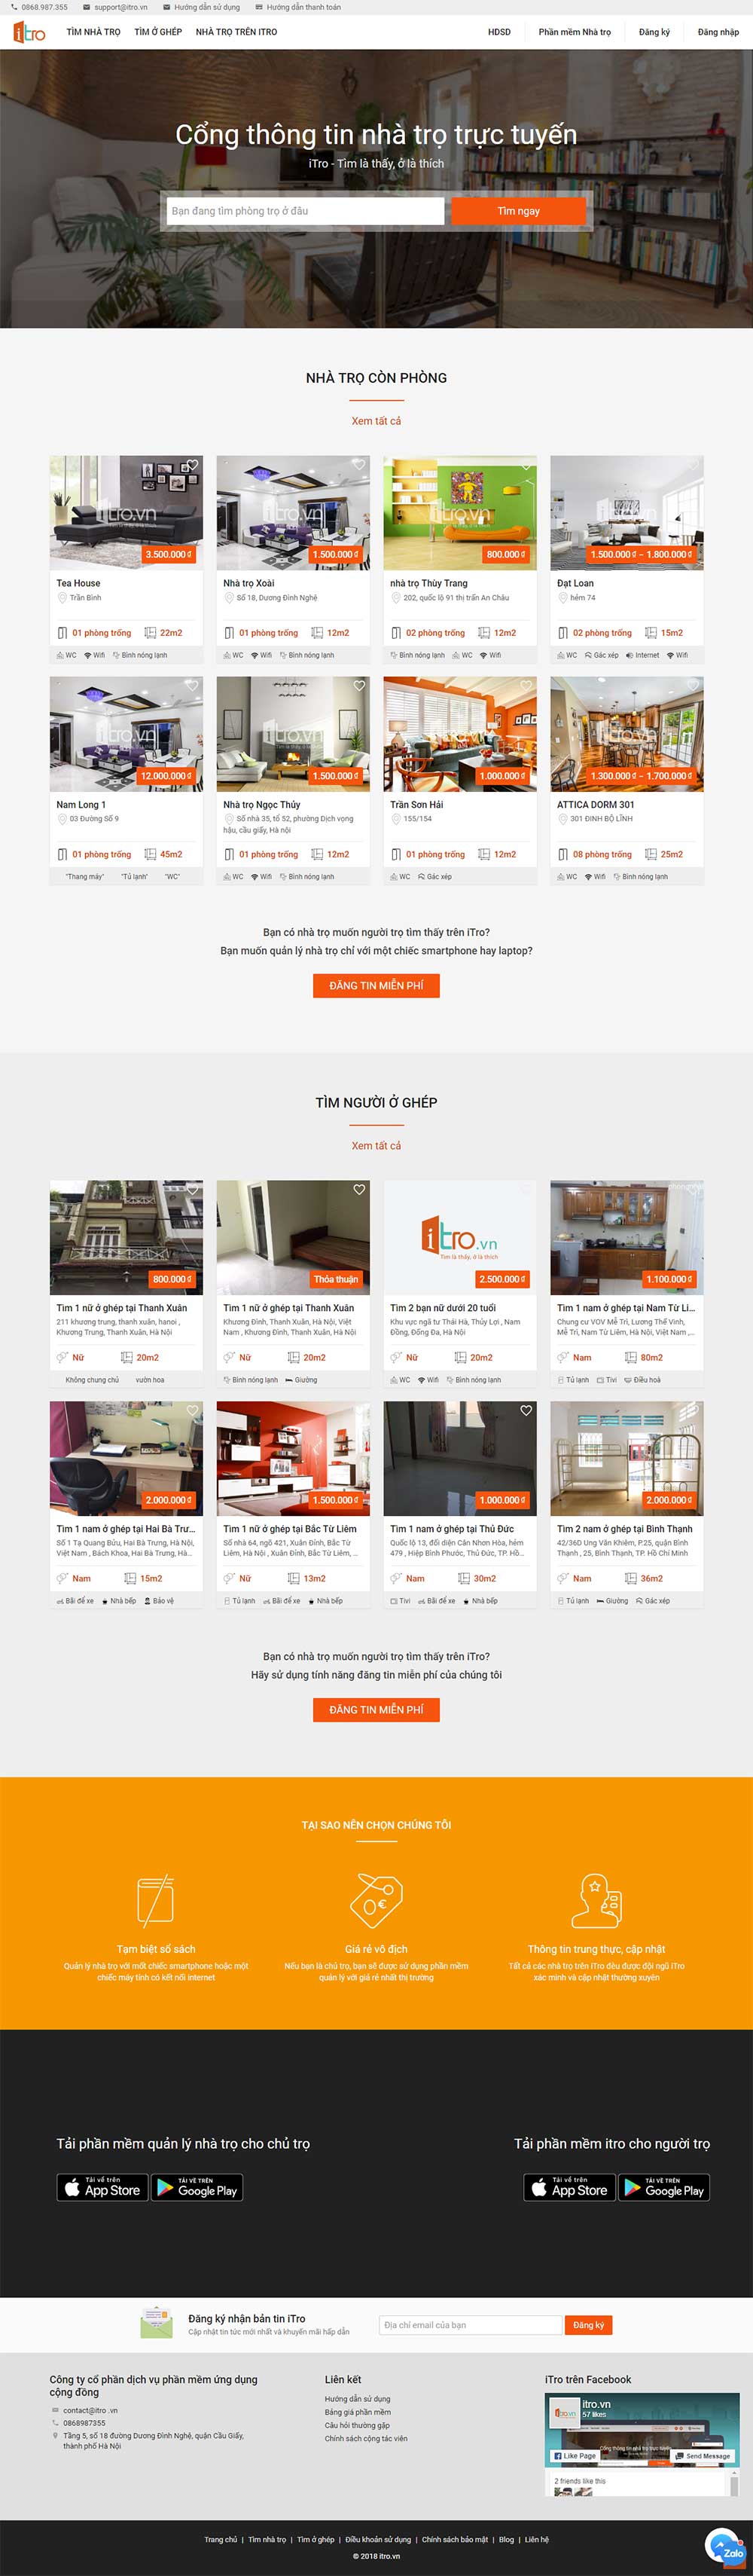 0868.987.355
support@itro.vn
Hướng dẫn sử dụng
Hướng dẫn thanh toán
itro
TÌM NHÀ TRỌ
TÌM Ở GHÉP
NHÀ TRỌ TRÊN ITRO
HDSD
Phần mềm Nhà trọ
Đăng ký
Đăng nhập
Cổng thông tin nhà trọ trực tuyến
iTro - Tìm là thấy, ở là thích
Bạn đang tìm phòng trọ ở đâu
Tìm ngay
NHÀ TRỌ CÒN PHÒNG
Xem tất cả
itro.vn
3.500.000 ₫
Tea House
Trần Bình
01 phòng trống 22m2
WC Wifi Bình nóng lạnh
itro.vn
1.500.000 ₫
Nhà trọ Xoài
Số 18, Dương Đình Nghệ
01 phòng trống 12m2
WC Wifi Bình nóng lạnh
itro.vn
800.000 ₫
nhà trọ Thùy Trang
202, quốc lộ 91 thị trấn An Châu
02 phòng trống 12m2
Bình nóng lạnh WC Wifi
itro.vn
1.500.000 ₫ – 1.800.000 ₫
Đạt Loan
hẻm 74
02 phòng trống 15m2
WC Gác xép Internet Wifi
itro.vn
12.000.000 ₫
Nam Long 1
03 Đường Số 9
01 phòng trống 45m2
"Thang máy" "Tủ lạnh" "WC"
itro.vn
Tìm là thấy, ở là thích
1.500.000 ₫
Nhà trọ Ngọc Thủy
Số nhà 35, tổ 52, phường Dịch vọng
hậu, cầu giấy, Hà nội
01 phòng trống 12m2
WC Wifi Bình nóng lạnh
itro.vn
1.000.000 ₫
Trần Sơn Hải
155/154
01 phòng trống 12m2
WC Gác xép
itro.vn
1.300.000 ₫ – 1.700.000 ₫
ATTICA DORM 301
301 ĐINH BỘ LĨNH
08 phòng trống 25m2
WC Wifi Bình nóng lạnh
Bạn có nhà trọ muốn người trọ tìm thấy trên iTro?
Bạn muốn quản lý nhà trọ chỉ với một chiếc smartphone hay laptop?
ĐĂNG TIN MIỄN PHÍ
TÌM NGƯỜI Ở GHÉP
Xem tất cả
800.000 ₫
Tìm 1 nữ ở ghép tại Thanh Xuân
211 khương trung, thanh xuân, hanoi ,
Khương Trung, Thanh Xuân, Hà Nội
Nữ 20m2
Không chung chủ vườn hoa
Thỏa thuận
Tìm 1 nữ ở ghép tại Thanh Xuân
Khương Đình, Thanh Xuân, Hà Nội, Việt
Nam , Khương Đình, Thanh Xuân, Hà Nội
Nữ 20m2
Bình nóng lạnh Giường
itro.vn
Tìm là thấy, ở là thích
2.500.000 ₫
Tìm 2 bạn nữ dưới 20 tuổi
Khu vực ngã tư Thái Hà, Thủy Lợi , Nam
Đồng, Đống Đa, Hà Nội
Nữ 20m2
WC Wifi Bình nóng lạnh
1.100.000 ₫
Tìm 1 nam ở ghép tại Nam Từ Li...
Chung cư VOV Mễ Trì, Lương Thế Vinh,
Mễ Trì, Nam Từ Liêm, Hà Nội, Việt Nam ,...
Nam 80m2
Tủ lạnh Tivi Điều hoà
2.000.000 ₫
Tìm 1 nam ở ghép tại Hai Bà Trư...
Số 1 Tạ Quang Bửu, Hai Bà Trưng, Hà Nội,
Việt Nam , Bách Khoa, Hai Bà Trưng, Hà...
Nam 15m2
Bãi để xe Nhà bếp Bảo vệ
1.500.000 ₫
Tìm 1 nữ ở ghép tại Bắc Từ Liêm
Số nhà 64, ngõ 421, Xuân Đỉnh, Bắc Từ
Liêm, Hà Nội , Xuân Đỉnh, Bắc Từ Liêm, ...
Nữ 13m2
Tủ lạnh Bãi để xe Nhà bếp
1.000.000 ₫
Tìm 1 nam ở ghép tại Thủ Đức
Quốc lộ 13, đối diện Cân Nhơn Hòa, hẻm
479 , Hiệp Bình Phước, Thủ Đức, TP. Hồ...
Nam 30m2
Tivi Bãi để xe Nhà bếp
2.000.000 ₫
Tìm 2 nam ở ghép tại Bình Thạnh
42/36D Ung Văn Khiêm, P.25, quận Bình
Thạnh , 25, Bình Thạnh, TP. Hồ Chí Minh
Nam 36m2
Tủ lạnh Giường Gác xép
Bạn có nhà trọ muốn người trọ tìm thấy trên iTro?
Hãy sử dụng tính năng đăng tin miễn phí của chúng tôi
ĐĂNG TIN MIỄN PHÍ
TẠI SAO NÊN CHỌN CHÚNG TÔI
Tạm biệt sổ sách
Quản lý nhà trọ với một chiếc smartphone hoặc một
chiếc máy tính có kết nối internet
Giá rẻ vô địch
Nếu bạn là chủ trọ, bạn sẽ được sử dụng phần mềm
quản lý với giá rẻ nhất thị trường
Thông tin trung thực, cập nhật
Tất cả các nhà trọ trên iTro đều được đội ngũ iTro
xác minh và cập nhật thường xuyên
Tải phần mềm quản lý nhà trọ cho chủ trọ
Tải về trên
App Store
TẢI VỀ TRÊN
Google Play
Tải phần mềm itro cho người trọ
Tải về trên
App Store
TẢI VỀ TRÊN
Google Play
Đăng ký nhận bản tin iTro
Cập nhật tin tức mới nhất và khuyến mãi hấp dẫn
Địa chỉ email của bạn
Đăng ký
Công ty cổ phần dịch vụ phần mềm ứng dụng
cộng đồng
contact@itro .vn
0868987355
Tầng 5, số 18 đường Dương Đình Nghệ, quận Cầu Giấy,
thành phố Hà Nội
Liên kết
Hướng dẫn sử dụng
Bảng giá phần mềm
Câu hỏi thường gặp
Chính sách cộng tác viên
iTro trên Facebook
itro.vn
itro.vn
57 likes
Cổng thông tin nhà trọ trực tuyến
Like Page
Send Message
2 friends like this
Trang chủ | Tìm nhà trọ | Tìm ở ghép | Điều khoản sử dụng | Chính sách bảo mật | Blog | Liên hệ
© 2018 itro.vn
Zalo